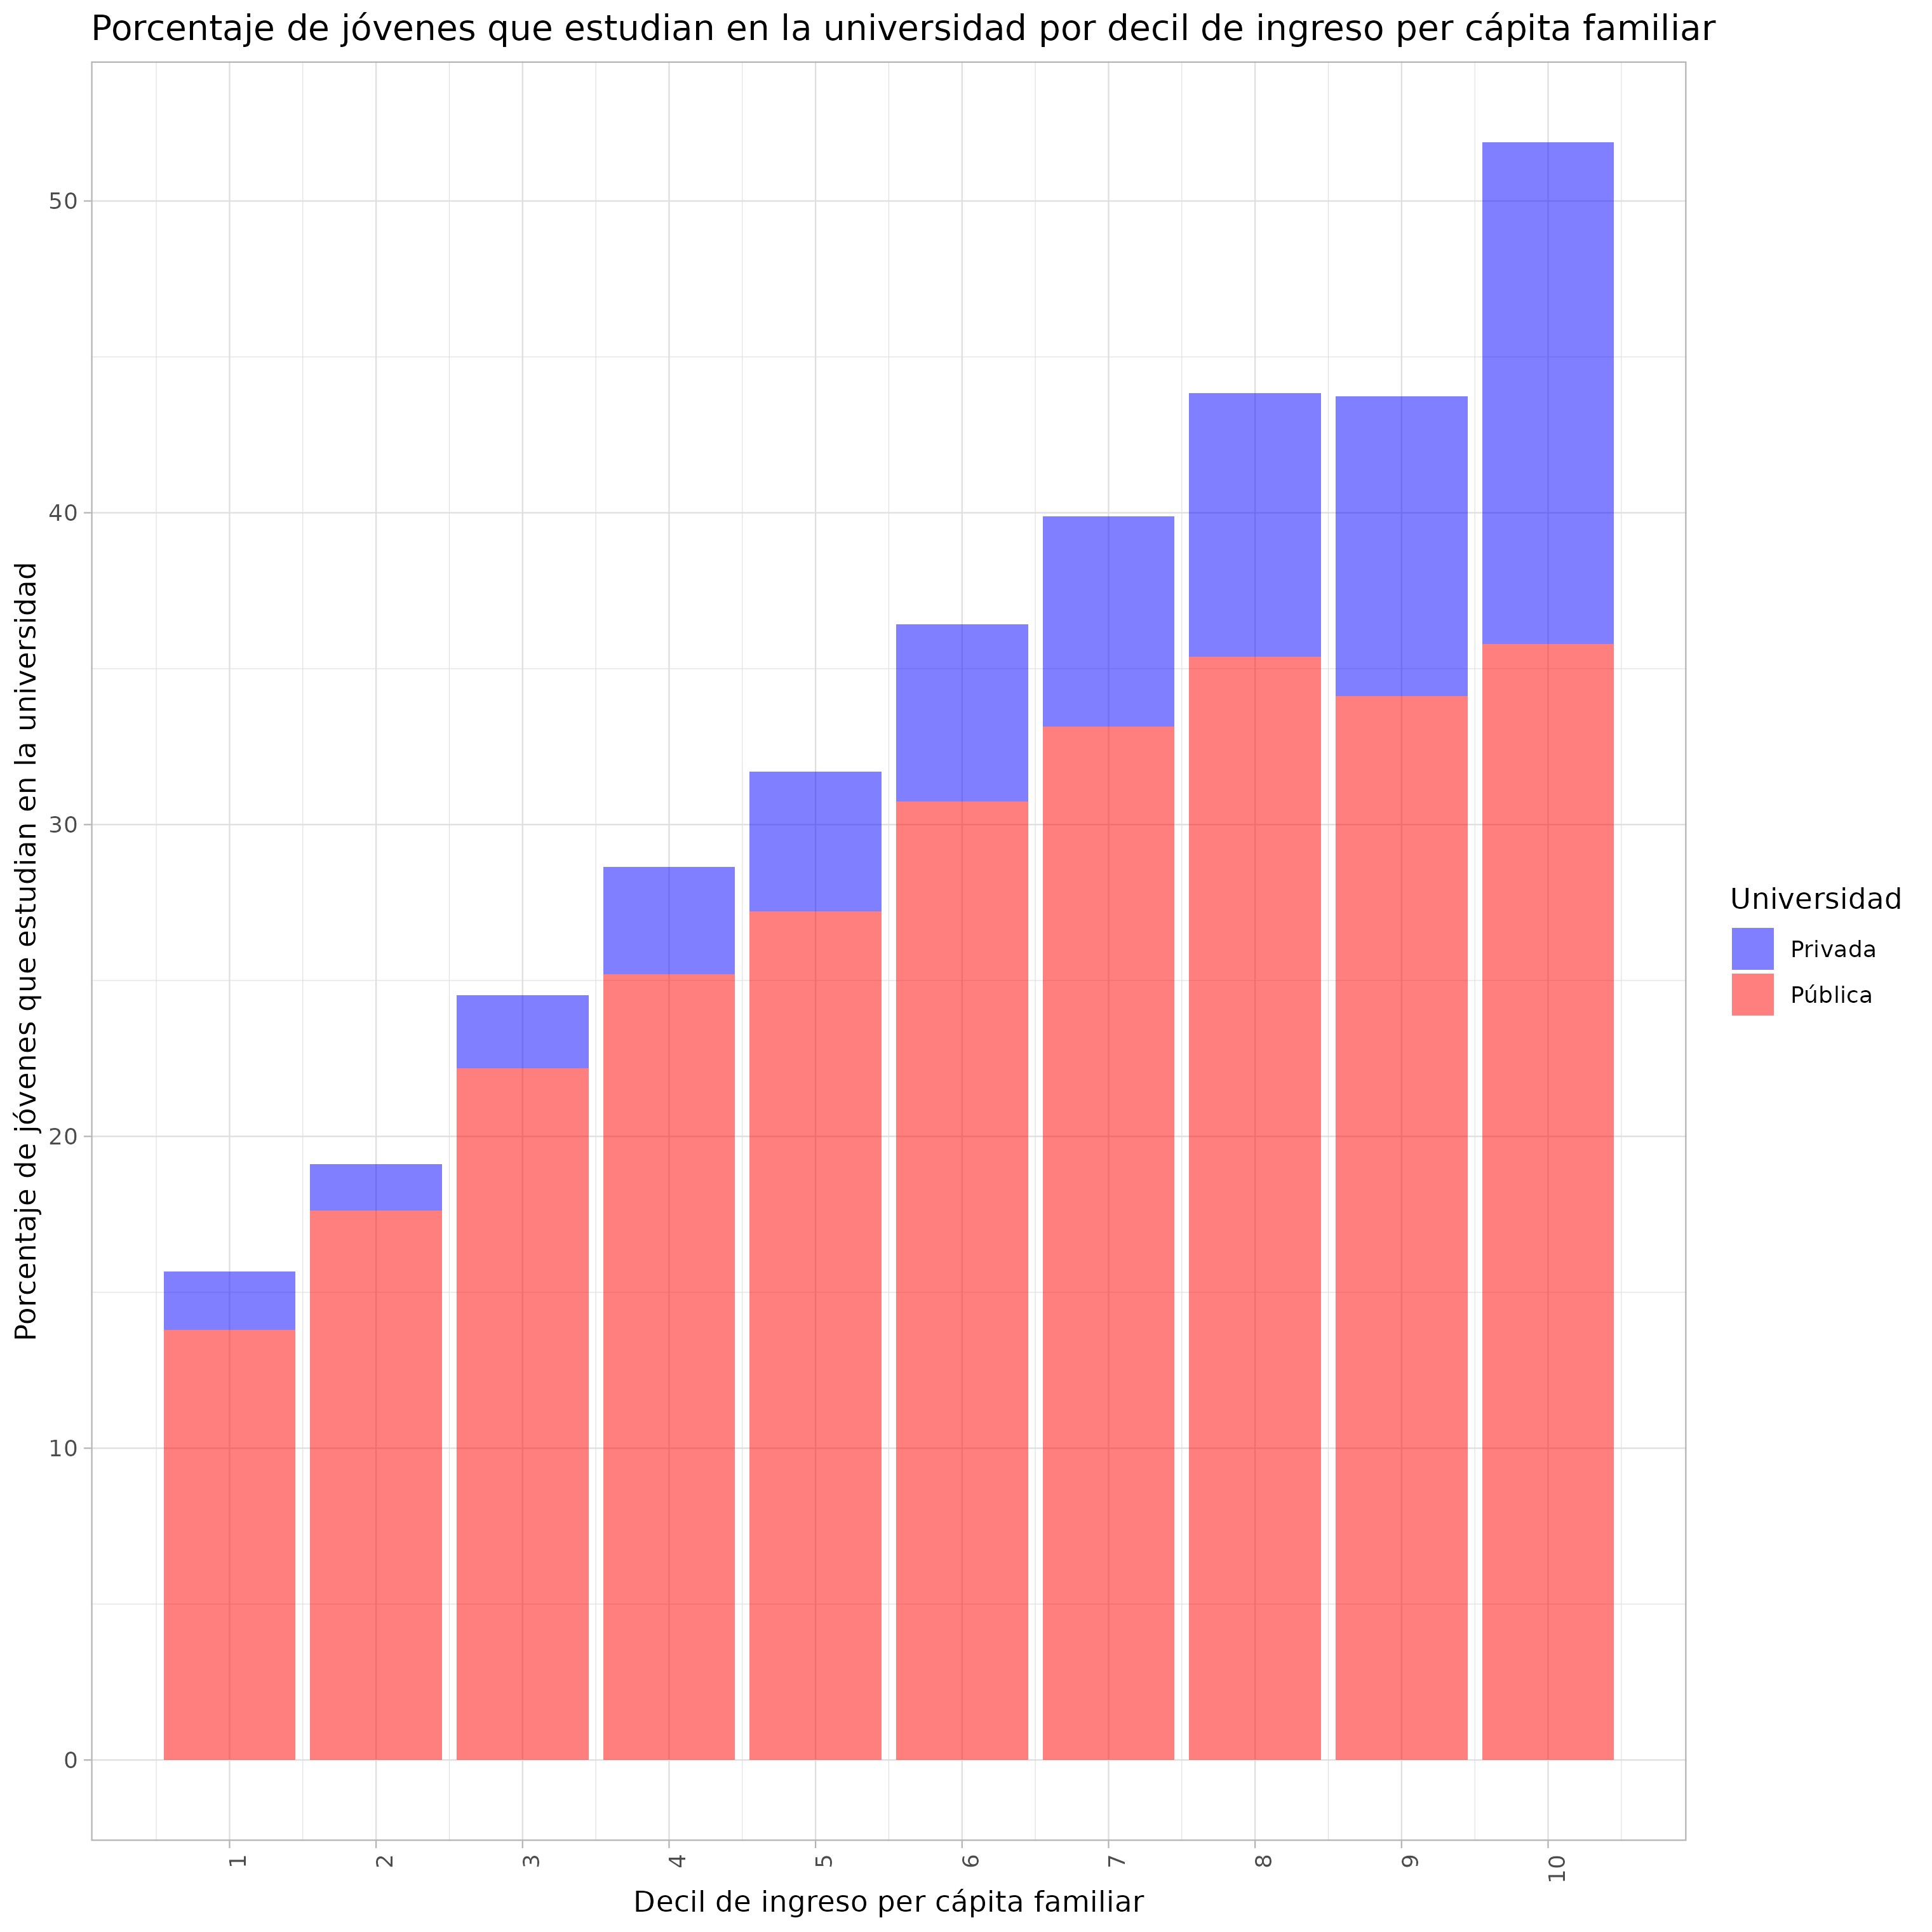 Porcentaje de jóvenes que estudian en la universidad por decil de ingreso per cápita familiar
Porcentaje de jóvenes que estudian en la universidad
50
40
30
20
10
0
1
2
3
4
5
6
7
8
9
10
Decil de ingreso per cápita familiar
Universidad
Privada
Pública